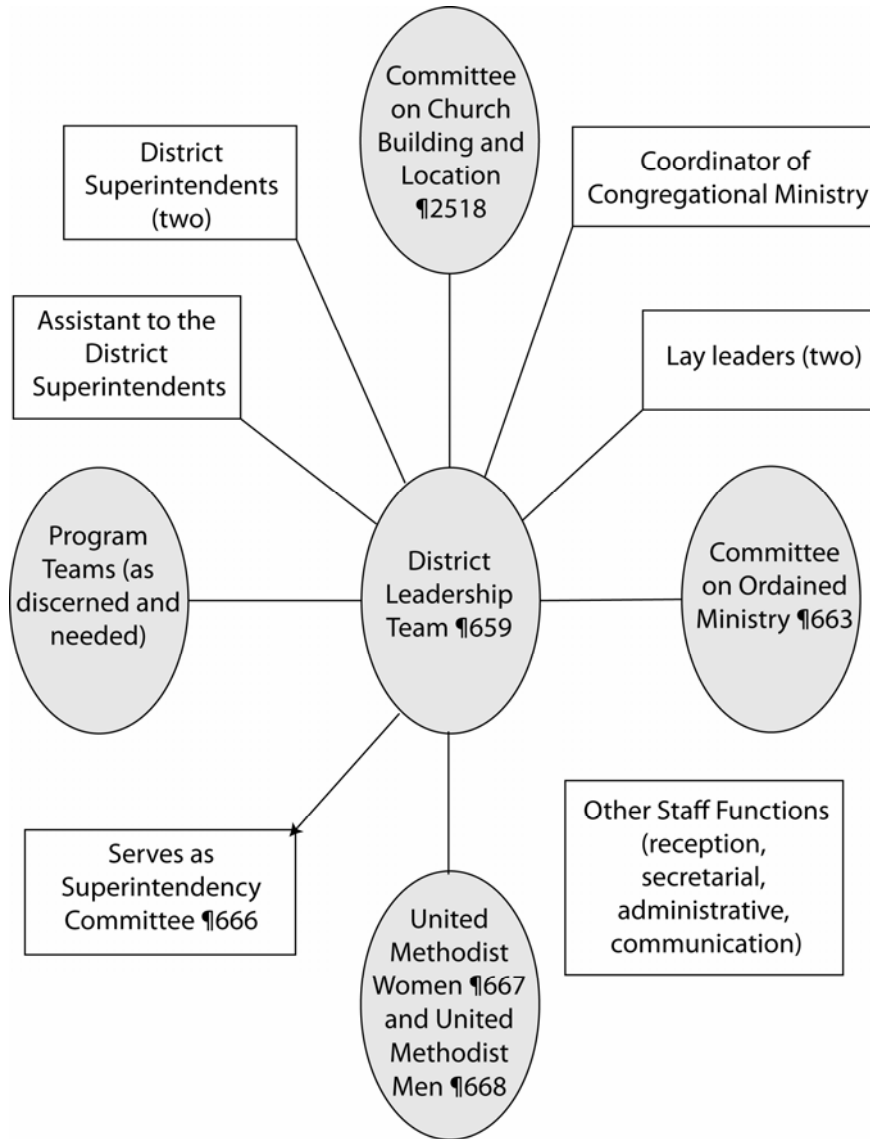 Committee
on Church
Building and
Location
¶2518
District
Superintendents
(two)
Coordinator of
Congregational Ministry
Assistant to the
District
Superintendents
Lay leaders (two)
Program
Teams (as
discerned and
needed)
District
Leadership
Team ¶659
Committee
on Ordained
Ministry ¶663
Serves as
Superintendency
Committee ¶666
Other Staff Functions
(reception,
secretarial,
administrative,
communication)
United
Methodist
Women ¶667
and United
Methodist
Men ¶668